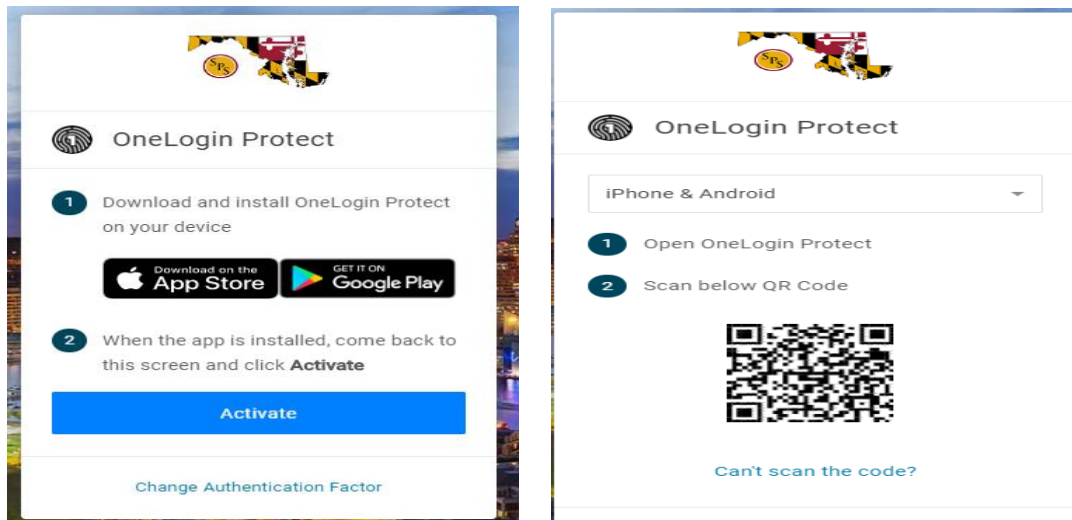 SPS
OneLogin Protect
1 Download and install OneLogin Protect
on your device
Download on the
App Store
GET IT ON
Google Play
2 When the app is installed, come back to
this screen and click Activate
Activate
Change Authentication Factor
SPS
OneLogin Protect
iPhone & Android
1 Open OneLogin Protect
2 Scan below QR Code
Can't scan the code?